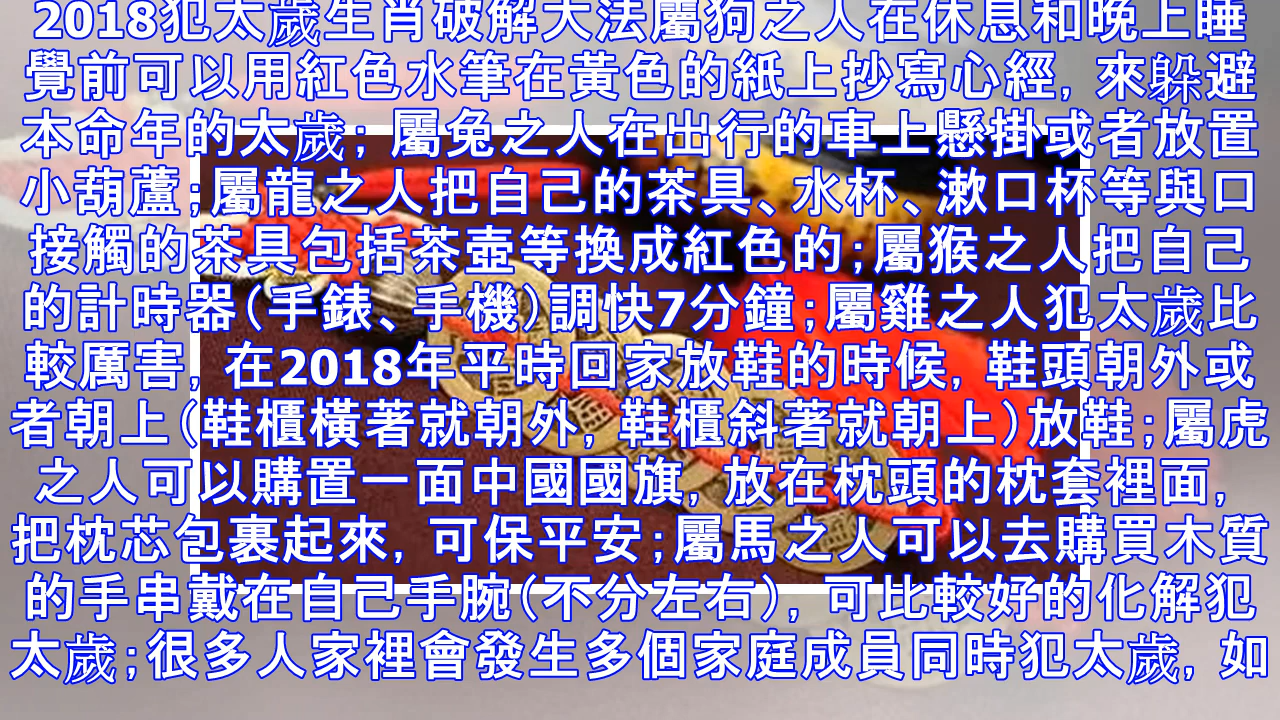 2018犯太歲生肖破解大法屬狗之人在休息和晚上睡
覺前可以用紅色水筆在黃色的紙上抄寫心經, 來躲避
本命年的太歲; 屬兔之人在出行的車上懸掛或者放置
小葫蘆;屬龍之人把自己的茶具、水杯、漱口杯等與口
接觸的茶具包括茶壺等換成紅色的;屬猴之人把自己
的計時器(手錶、手機)調快7分鐘;屬雞之人犯太歲比
較厲害, 在2018年平時回家放鞋的時候, 鞋頭朝外或
者朝上(鞋櫃橫著就朝外, 鞋櫃斜著就朝上)放鞋;屬虎
之人可以購置一面中國國旗, 放在枕頭的枕套裡面,
把枕芯包裹起來, 可保平安;屬馬之人可以去購買木質
的手串戴在自己手腕(不分左右), 可比較好的化解犯
太歲;很多人家裡會發生多個家庭成員同時犯太歲, 如